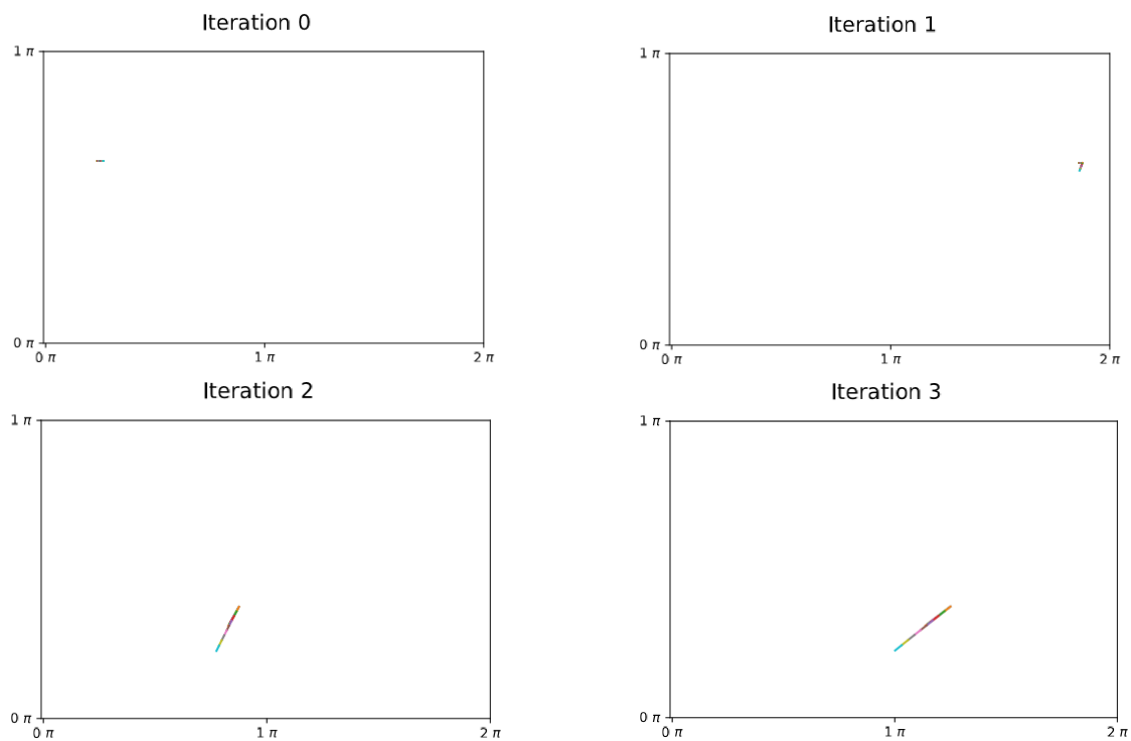 Iteration 0
1 π
0 π
0 π 1 π 2 π
Iteration 1
1 π
0 π
0 π 1 π 2 π
Iteration 2
1 π
0 π
0 π 1 π 2 π
Iteration 3
1 π
0 π
0 π 1 π 2 π